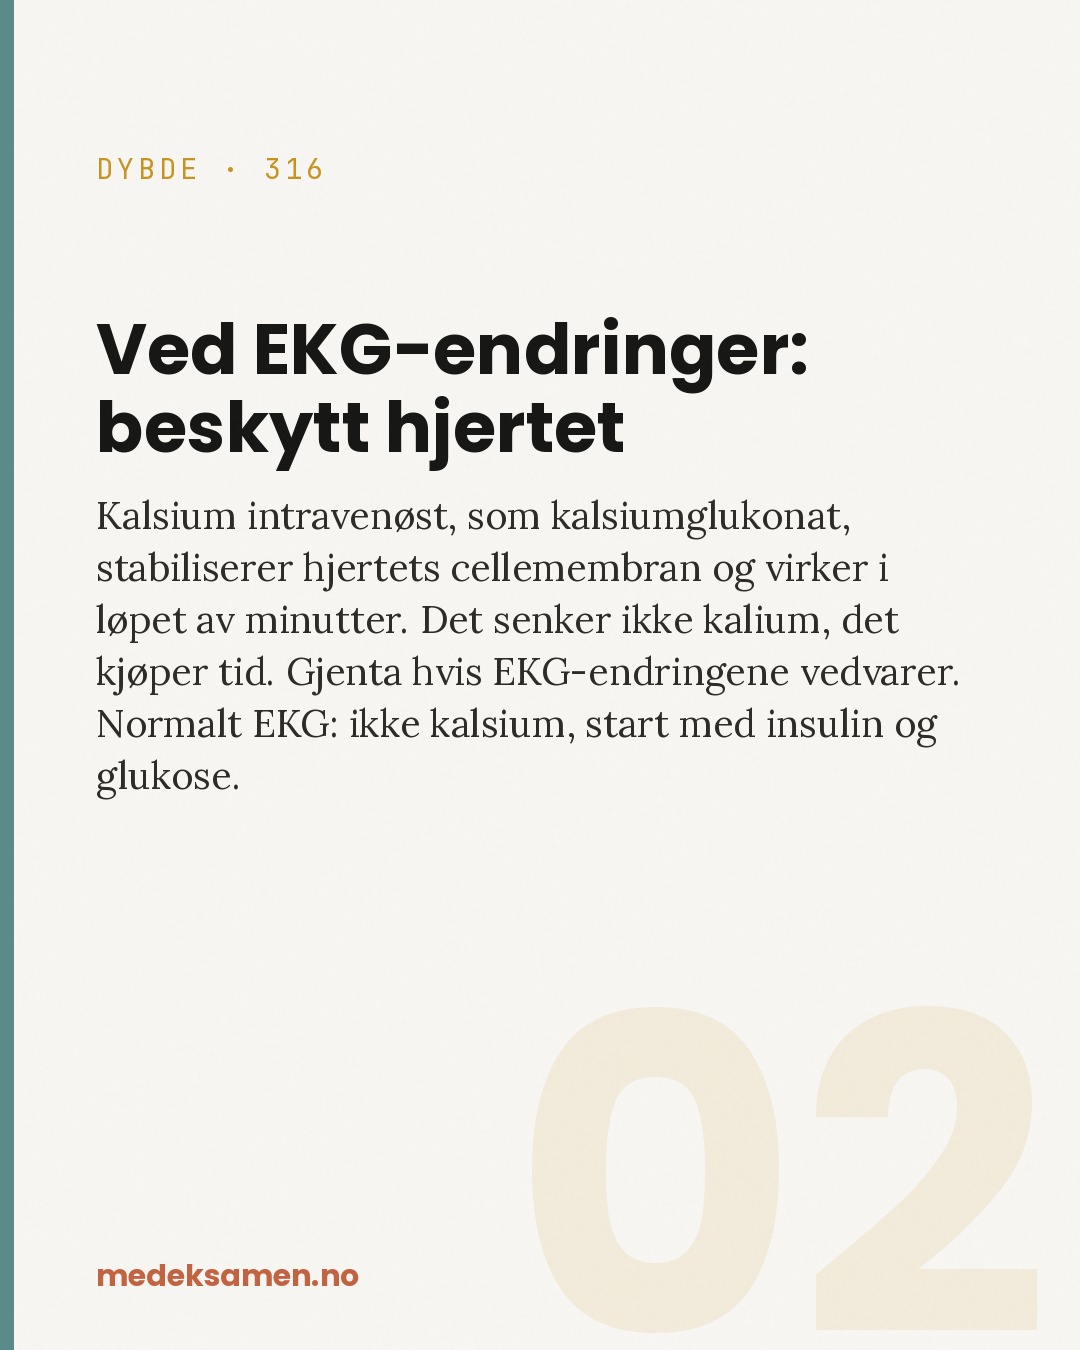 DYBDE · 316
Ved EKG-endringer:
beskytt hjertet
Kalsium intravenøst, som kalsiumglukonat,
stabiliserer hjertets cellemembran og virker i
løpet av minutter. Det senker ikke kalium, det
kjøper tid. Gjenta hvis EKG-endringene vedvarer.
Normalt EKG: ikke kalsium, start med insulin og
glukose.
02
medeksamen.no